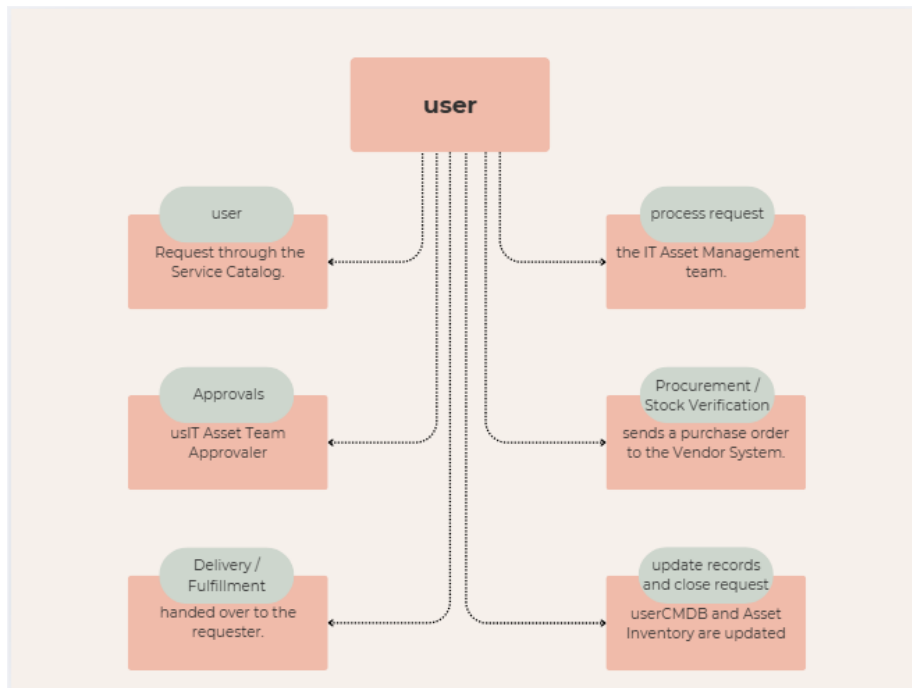 user
user
Request through the
Service Catalog.
process request
the IT Asset Management
team.
Approvals
usIT Asset Team
Approvaler
Procurement /
Stock Verification
sends a purchase order
to the Vendor System.
Delivery /
Fulfillment
handed over to the
requester.
update records
and close request
userCMDB and Asset
Inventory are updated